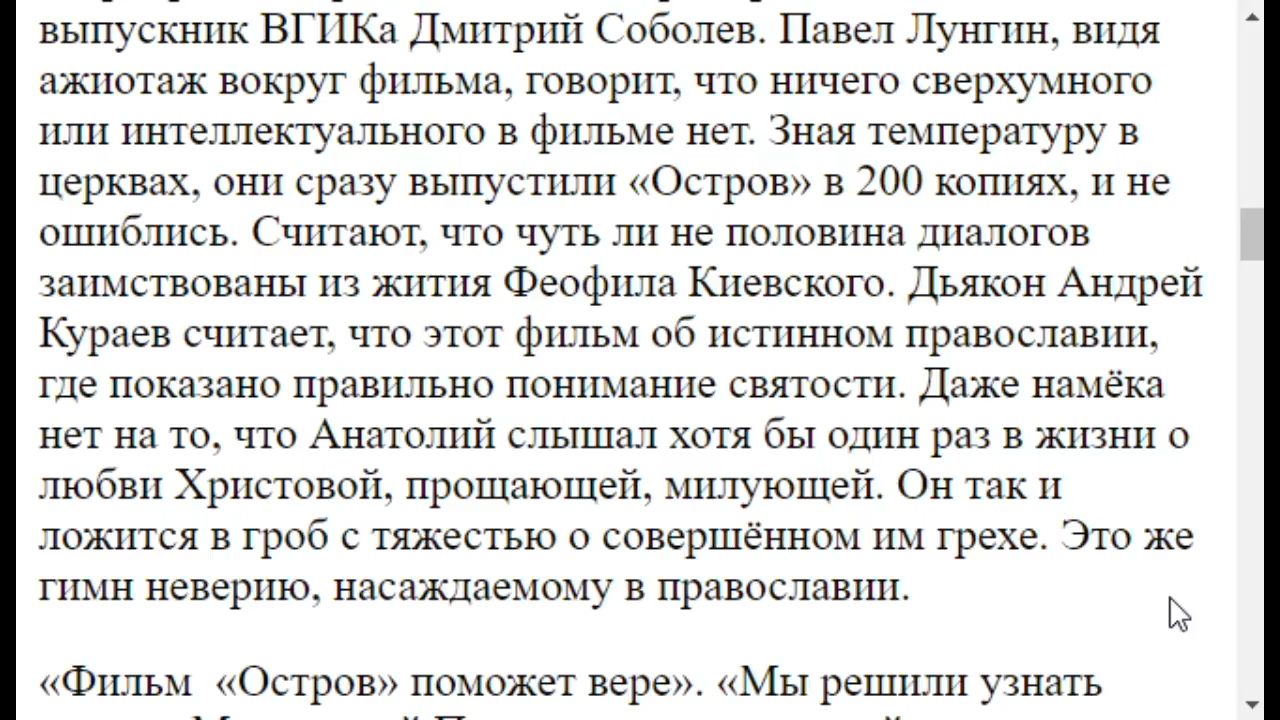 выпускник ВГИКа Дмитрий Соболев. Павел Лунгин, видя
ажиотаж вокруг фильма, говорит, что ничего сверхумного
или интеллектуального в фильме нет. Зная температуру в
церквах, они сразу выпустили «Остров» в 200 копиях, и не
ошиблись. Считают, что чуть ли не половина диалогов
заимствованы из жития Феофила Киевского. Дьякон Андрей
Кураев считает, что этот фильм об истинном православии,
где показано правильно понимание святости. Даже намёка
нет на то, что Анатолий слышал хотя бы один раз в жизни о
любви Христовой, прощающей, милующей. Он так и
ложится в гроб с тяжестью о совершённом им грехе. Это же
гимн неверию, насаждаемому в православии.
«Фильм  «Остров» поможет вере». «Мы решили узнать